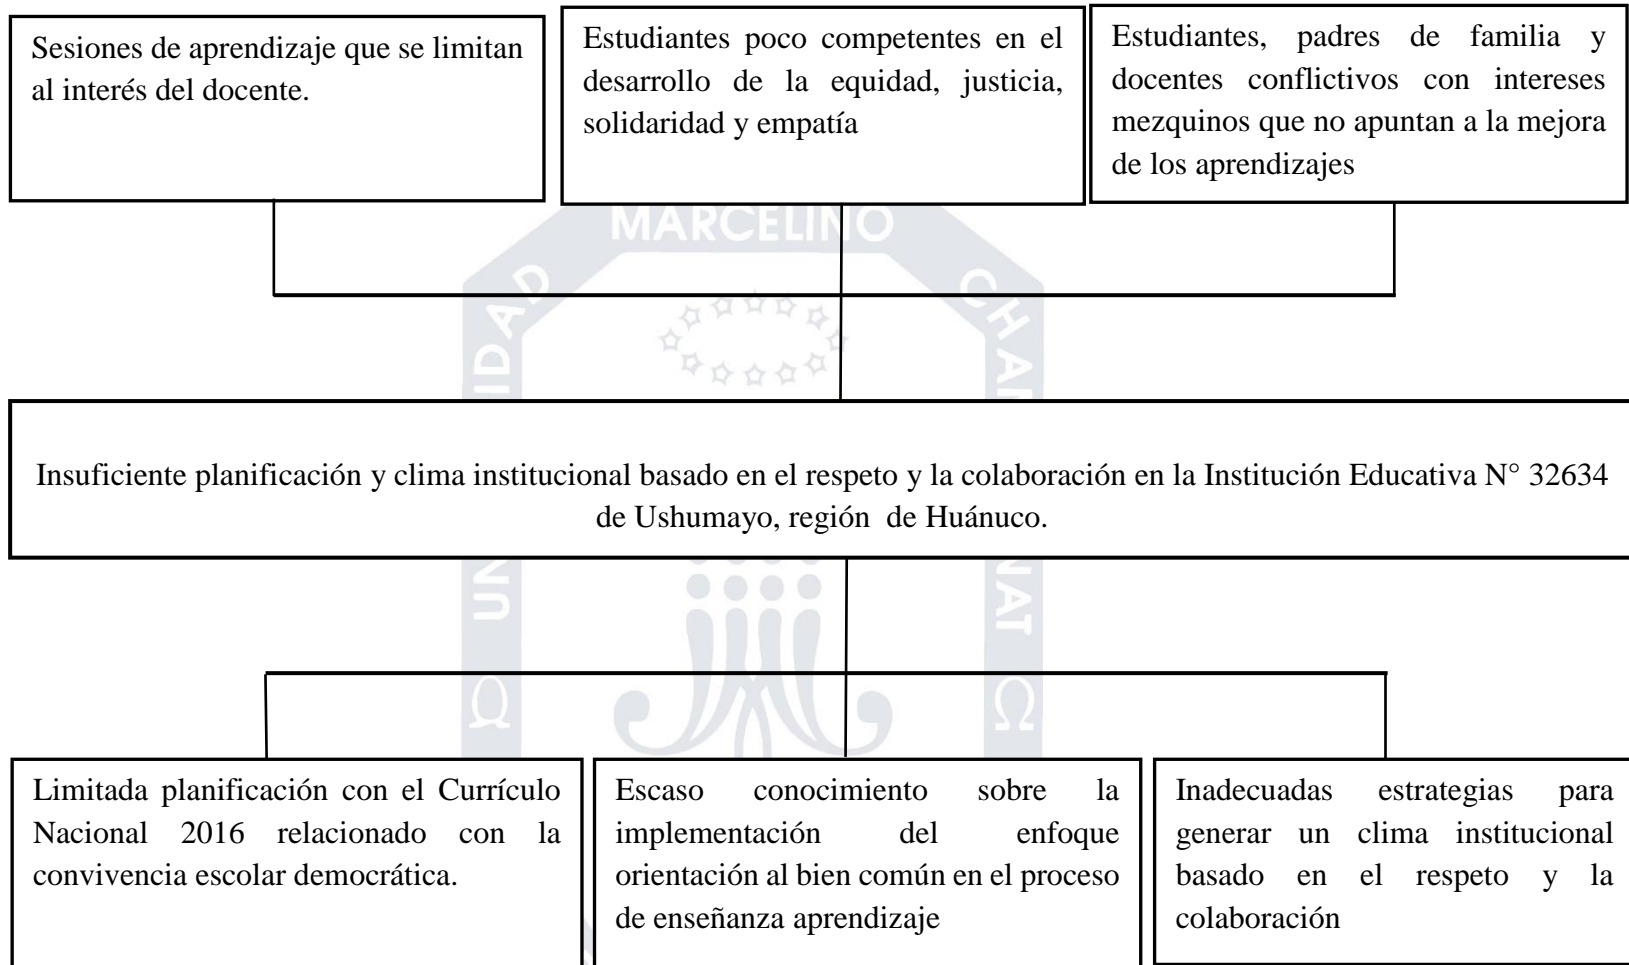 Sesiones de aprendizaje que se limitan
al interés del docente.
Estudiantes poco competentes en el
desarrollo de la equidad, justicia,
solidaridad y empatía
Estudiantes, padres de familia y
docentes conflictivos con intereses
mezquinos que no apuntan a la mejora
de los aprendizajes
MARCELINO
Insuficiente planificación y clima institucional basado en el respeto y la colaboración en la Institución Educativa N° 32634
de Ushumayo, región de Huánuco.
Limitada planificación con el Currículo
Nacional 2016 relacionado con la
convivencia escolar democrática.
Escaso conocimiento sobre la
implementación del enfoque
orientación al bien común en el proceso
de enseñanza aprendizaje
Inadecuadas estrategias para
generar un clima institucional
basado en el respeto y la
colaboración